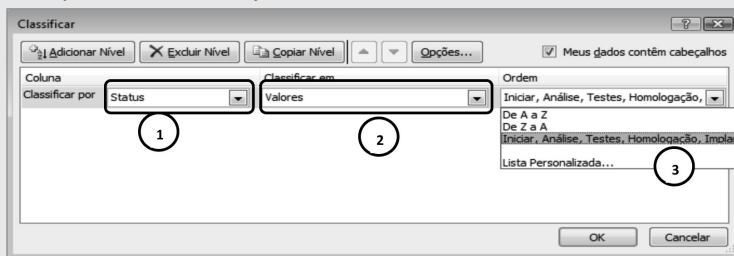 Classificar
Adicionar Nível Excluir Nível Copiar Nível Opções... Meus dados contêm cabeçalhos
Coluna Classificar em Ordem
Classificar por Status Valores Iniciar, Análise, Testes, Homologação,
De A a Z
De Z a A
Iniciar, Análise, Testes, Homologação, Impla
Lista Personalizada...
1 2 3
OK Cancelar